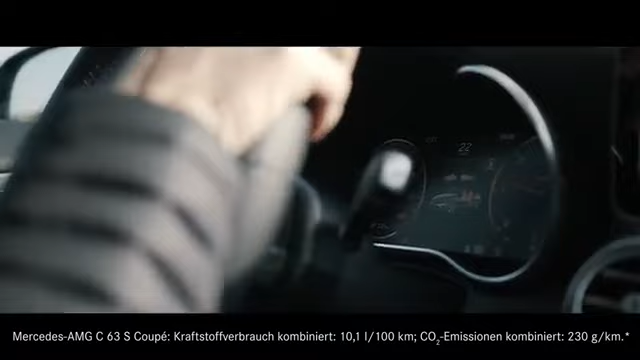 22
Mercedes-AMG C 63 S Coupé: Kraftstoffverbrauch kombiniert: 10,1 l/100 km; CO₂-Emissionen kombiniert: 230 g/km.*